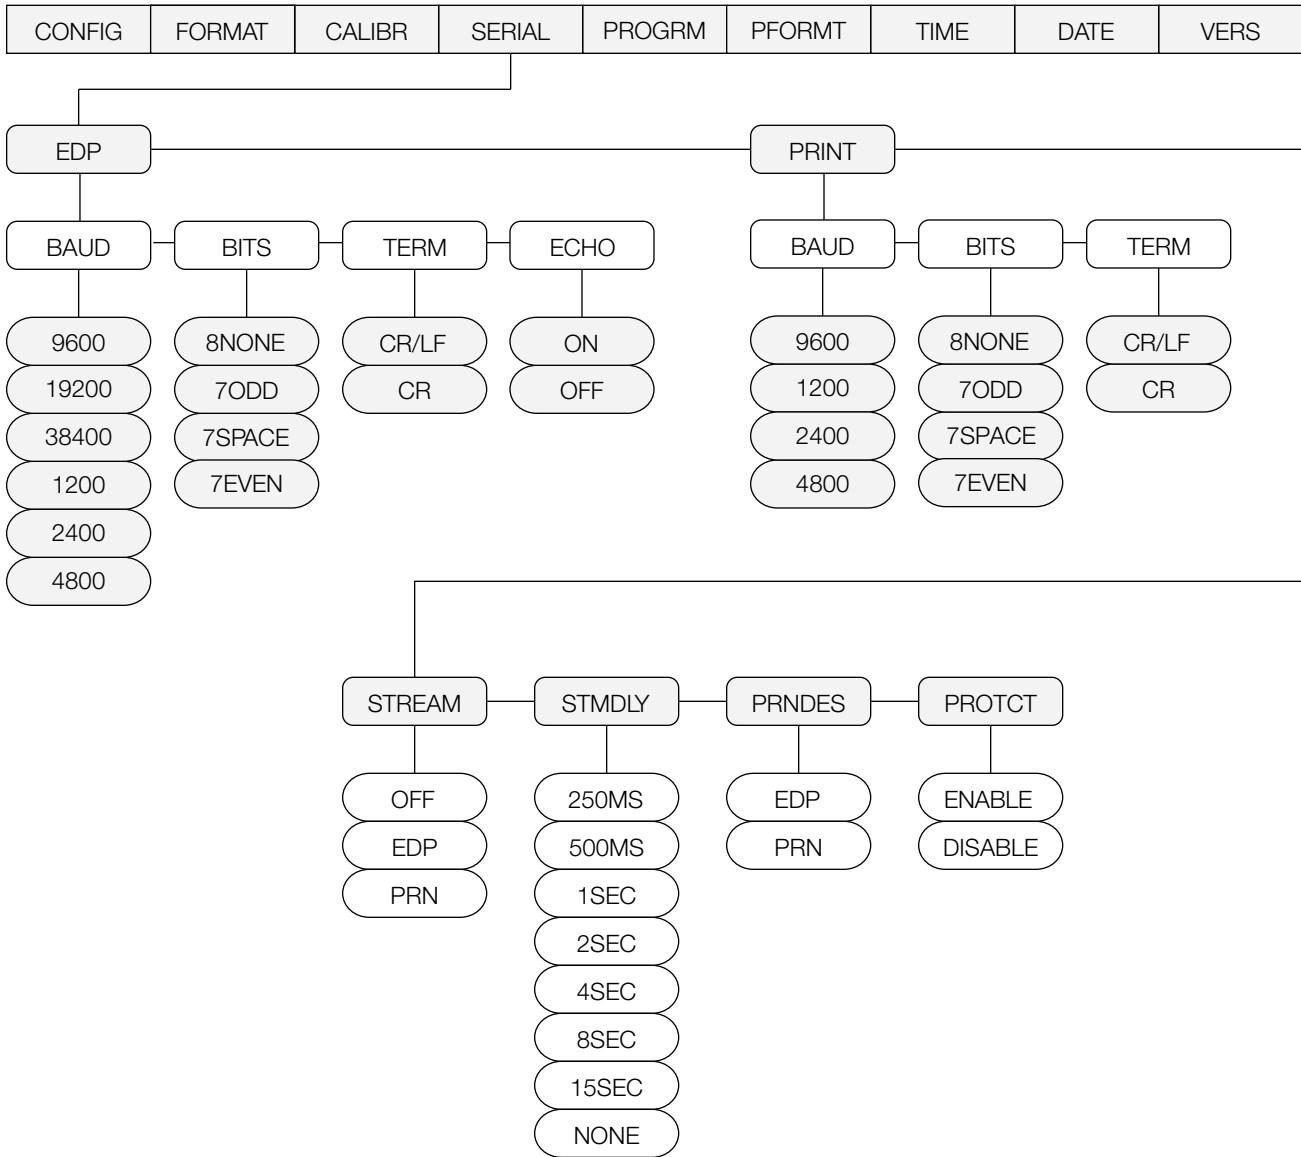 CONFIG FORMAT CALIBR SERIAL PROGRM PFORMT TIME DATE VERS
EDP PRINT
BAUD BITS TERM ECHO BAUD BITS TERM
9600 8NONE CR/LF ON 9600 8NONE CR/LF
19200 7ODD CR OFF 1200 7ODD CR
38400 7SPACE 2400 7SPACE
1200 7EVEN 4800 7EVEN
2400
4800
STREAM STMDLY PRNDES PROTCT
OFF 250MS EDP ENABLE
EDP 500MS PRN DISABLE
PRN 1SEC
2SEC
4SEC
8SEC
15SEC
NONE